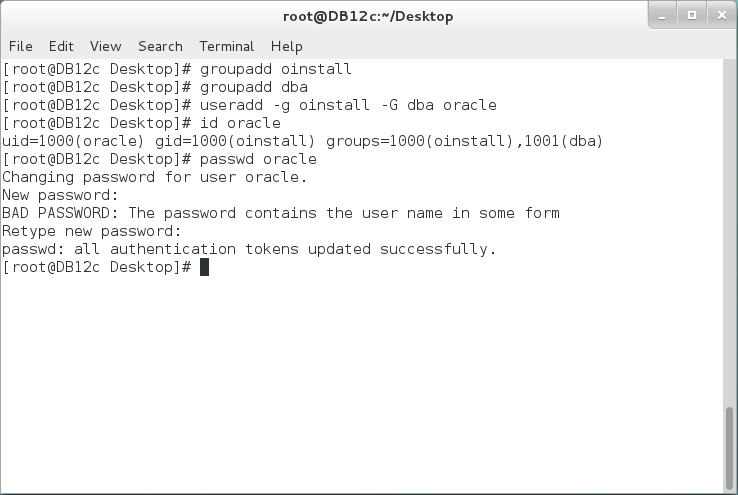 root@DB12c:~/Desktop
File Edit View Search Terminal Help
[root@DB12c Desktop]# groupadd oinstall
[root@DB12c Desktop]# groupadd dba
[root@DB12c Desktop]# useradd -g oinstall -G dba oracle
[root@DB12c Desktop]# id oracle
uid=1000(oracle) gid=1000(oinstall) groups=1000(oinstall),1001(dba)
[root@DB12c Desktop]# passwd oracle
Changing password for user oracle.
New password:
BAD PASSWORD: The password contains the user name in some form
Retype new password:
passwd: all authentication tokens updated successfully.
[root@DB12c Desktop]#